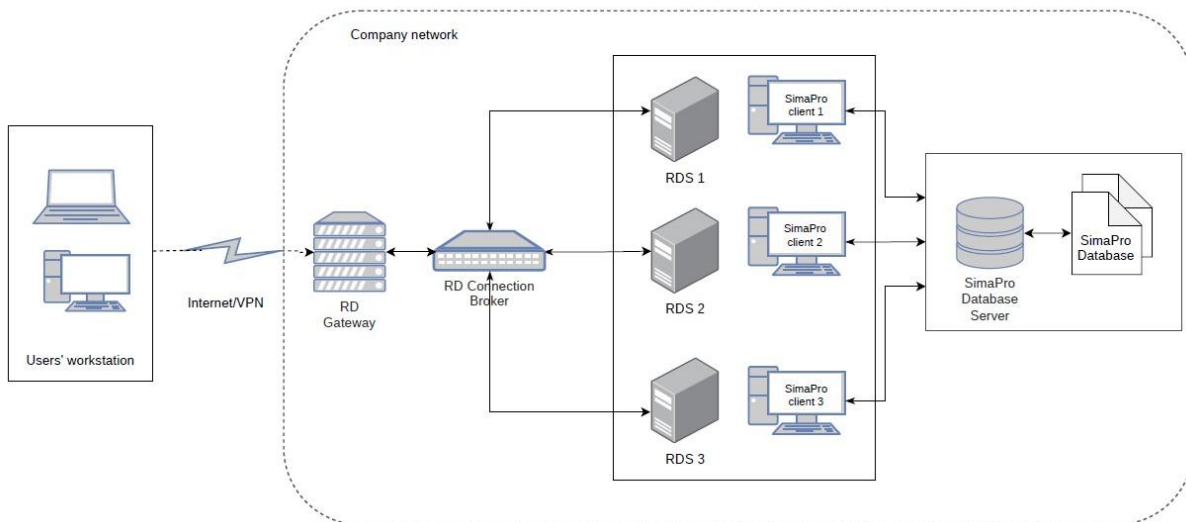 Company network
Users' workstation
Internet/VPN
RD
Gateway
RD Connection
Broker
RDS 1
SimaPro
client 1
RDS 2
SimaPro
client 2
RDS 3
SimaPro
client 3
SimaPro
Database
Server
SimaPro
Database